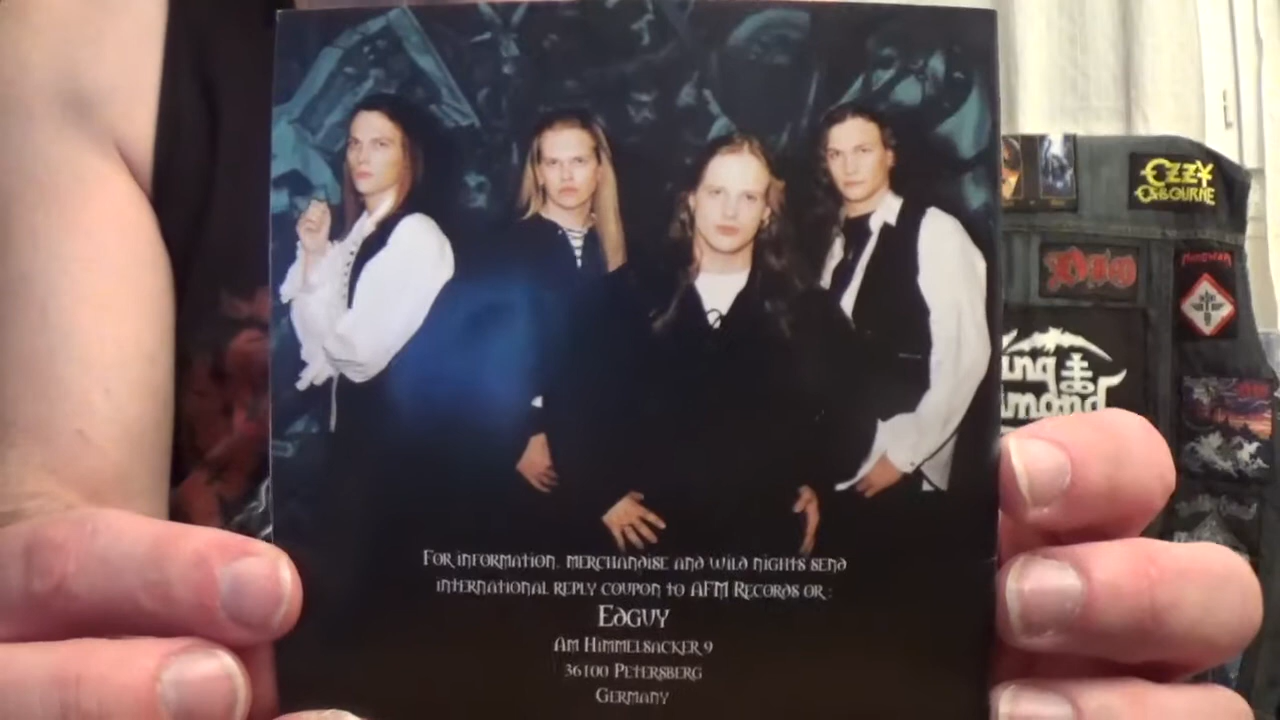 For information, merchandise and wild nights send
international reply coupon to AFM Records or:
Edguy
Am Himmelsacker 9
36100 Petersberg
Germany
OZZY
OSBOURNE
DIO